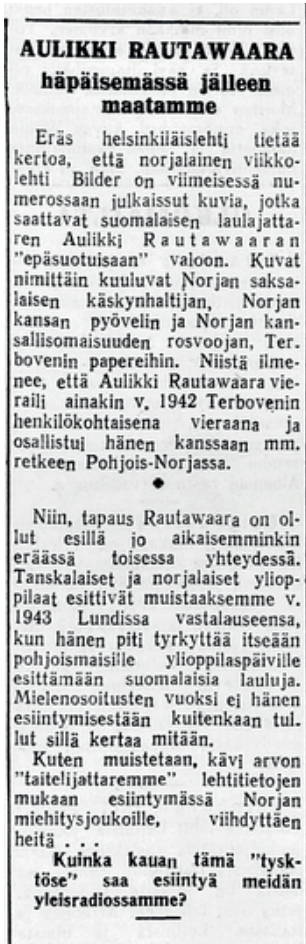 AULIKKI RAUTAWAARA
häpäisemässä jälleen
maatamme
Eräs helsinkiläislehti tietää
kertoa, että norjalainen viikko-
lehti Bilder on viimeisessä nu-
merossaan julkaissut kuvia, jotka
saattavat suomalaisen laulajatta-
ren Aulikki Rautawaaran
"epäsuotuisaan" valoon. Kuvat
nimittäin kuuluvat Norjan saksa-
laisen käskynhaltijan, Norjan
kansan pyövelin ja Norjan kan-
sallisomaisuuden rosvoojan, Ter-
bovenin papereihin. Niistä ilme-
nee, että Aulikki Rautawaara vie-
raili ainakin v. 1942 Terbovenin
henkilökohtaisena vieraana ja
osallistui hänen kanssaan mm.
retkeen Pohjois-Norjassa.
◆
Niin, tapaus Rautawaara on ol-
lut esillä jo aikaisemminkin
eräässä toisessa yhteydessä.
Tanskalaiset ja norjalaiset yliop-
pilaat esittivät muistaaksemme v.
1943 Lundissa vastalauseensa,
kun hänen piti tyrkyttää itseään
pohjoismaisille ylioppilaspäiville
esittämään suomalaisia lauluja.
Mielenosoitusten vuoksi ei hänen
esiintymisestään kuitenkaan tul-
lut sillä kertaa mitään.
Kuten muistetaan, kävi arvon
"taitelijattaremme" lehtitietojen
mukaan esiintymässä Norjan
miehitysjoukoille, viihdyttäen
heitä . . .
Kuinka kauan tämä "tysk-
töse" saa esiintyä meidän
yleisradiossamme?